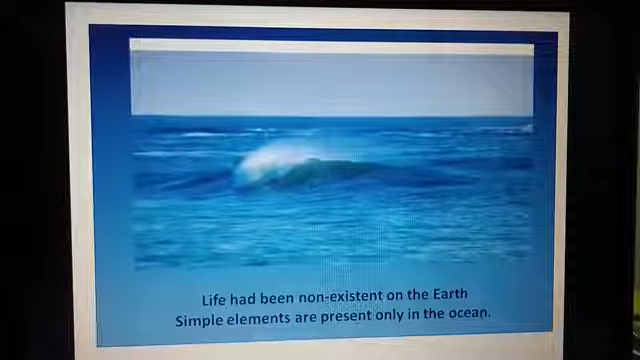 Life had been non-existent on the Earth
Simple elements are present only in the ocean.